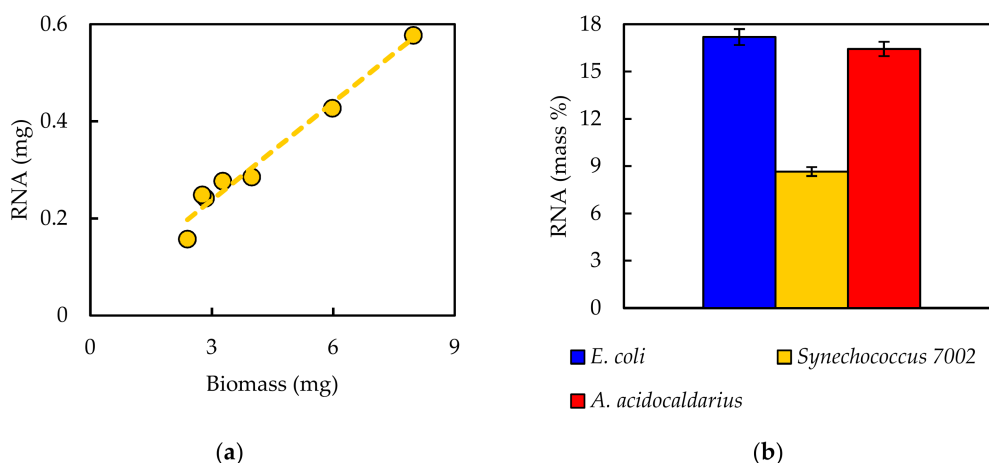 0.6
0.4
0.2
0
0
3
6
9
RNA (mg)
Biomass (mg)
(a)
18
15
12
9
6
3
0
RNA (mass %)
E. coli
Synechococcus 7002
A. acidocaldarius
(b)